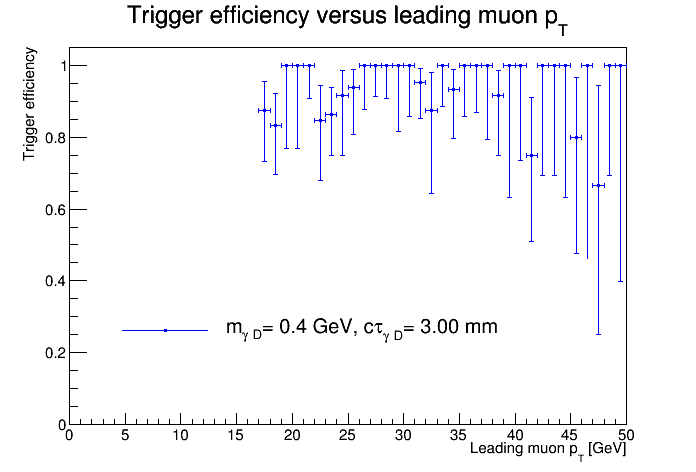 Trigger efficiency versus leading muon p_T
Trigger efficiency
1
0.8
0.6
0.4
0.2
0
m_γ D= 0.4 GeV, cτ_γ D= 3.00 mm
0 5 10 15 20 25 30 35 40 45 50
Leading muon p_T [GeV]